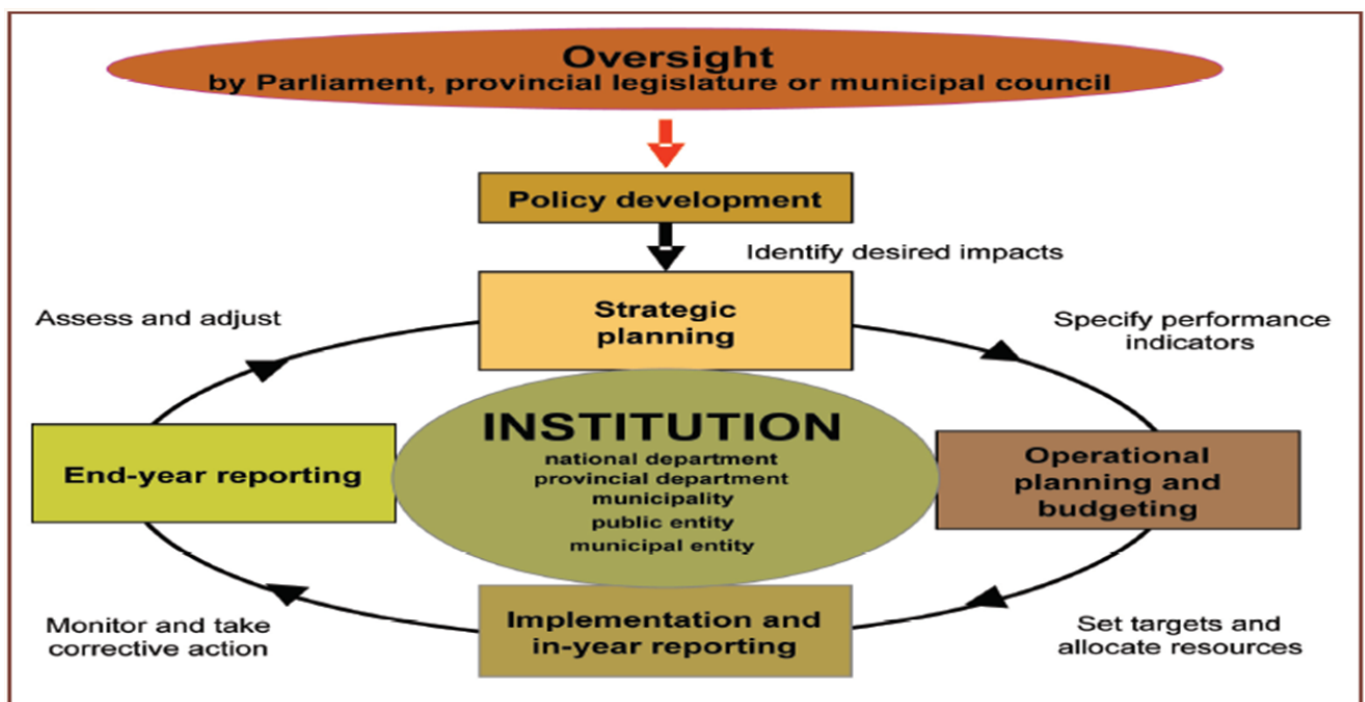 Oversight
by Parliament, provincial legislature or municipal council
Policy development
Identify desired impacts
Strategic
planning
Assess and adjust
Specify performance
indicators
INSTITUTION
national department
provincial department
municipality
public entity
municipal entity
End-year reporting
Operational
planning and
budgeting
Implementation and
in-year reporting
Monitor and take
corrective action
Set targets and
allocate resources